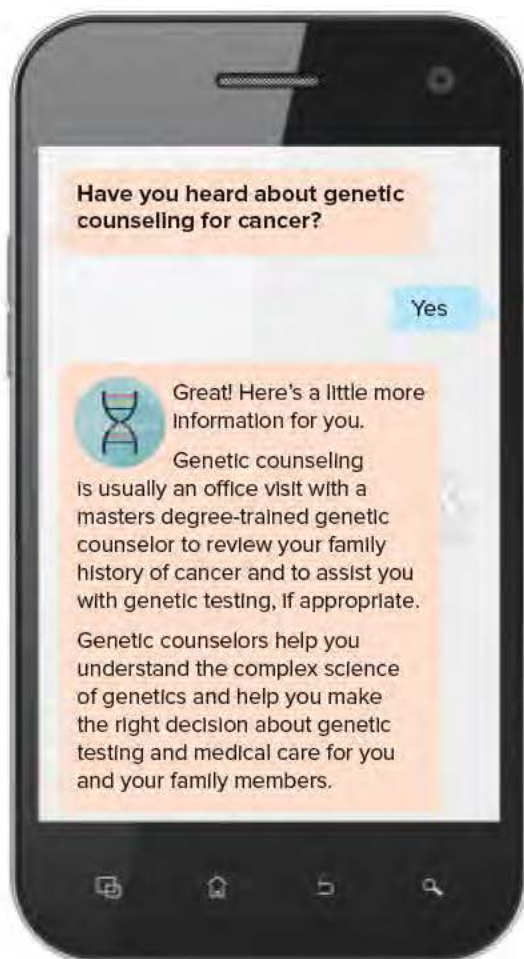 Have you heard about genetic
counseling for cancer?
Yes
Great! Here's a little more
information for you.
Genetic counseling
is usually an office visit with a
masters degree-trained genetic
counselor to review your family
history of cancer and to assist you
with genetic testing, if appropriate.
Genetic counselors help you
understand the complex science
of genetics and help you make
the right decision about genetic
testing and medical care for you
and your family members.